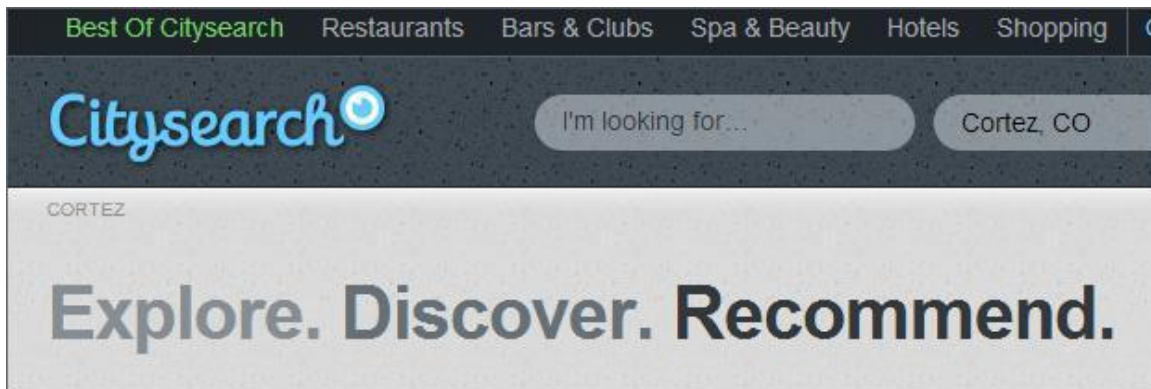 Best Of Citysearch Restaurants Bars & Clubs Spa & Beauty Hotels Shopping
Citysearch I'm looking for... Cortez, CO
CORTEZ
Explore. Discover. Recommend.